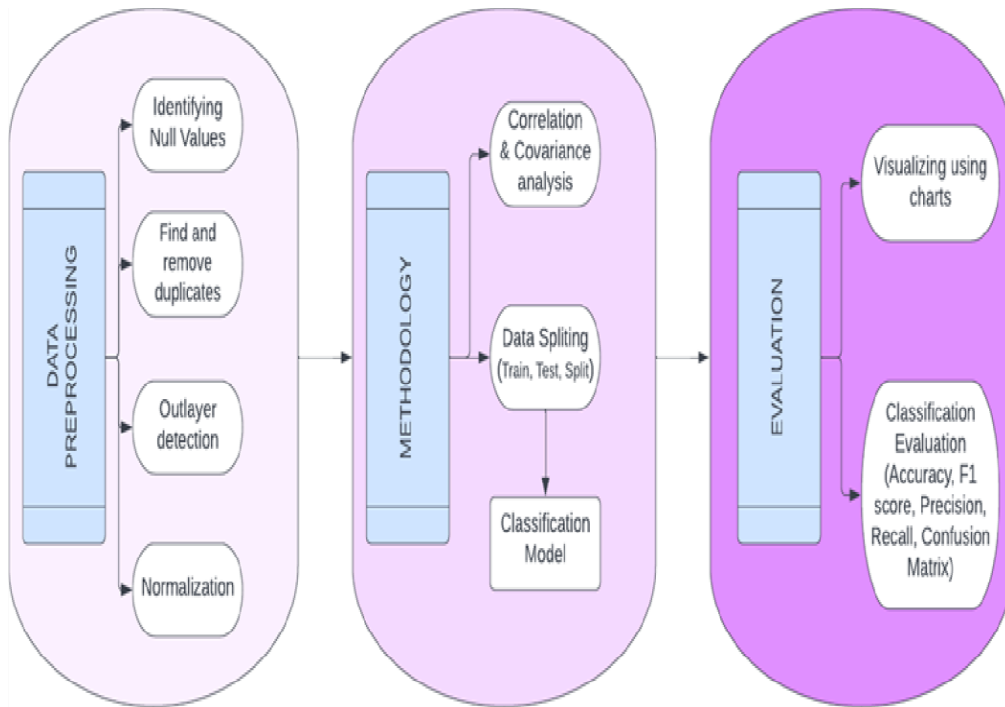 DATA
PREPROCESSING
Identifying
Null Values
Find and
remove
duplicates
Outlayer
detection
Normalization
METHODOLOGY
Correlation
& Covariance
analysis
Data Spliting
(Train, Test, Split)
Classification
Model
EVALUATION
Visualizing using
charts
Classification
Evaluation
(Accuracy, F1
score, Precision,
Recall, Confusion
Matrix)